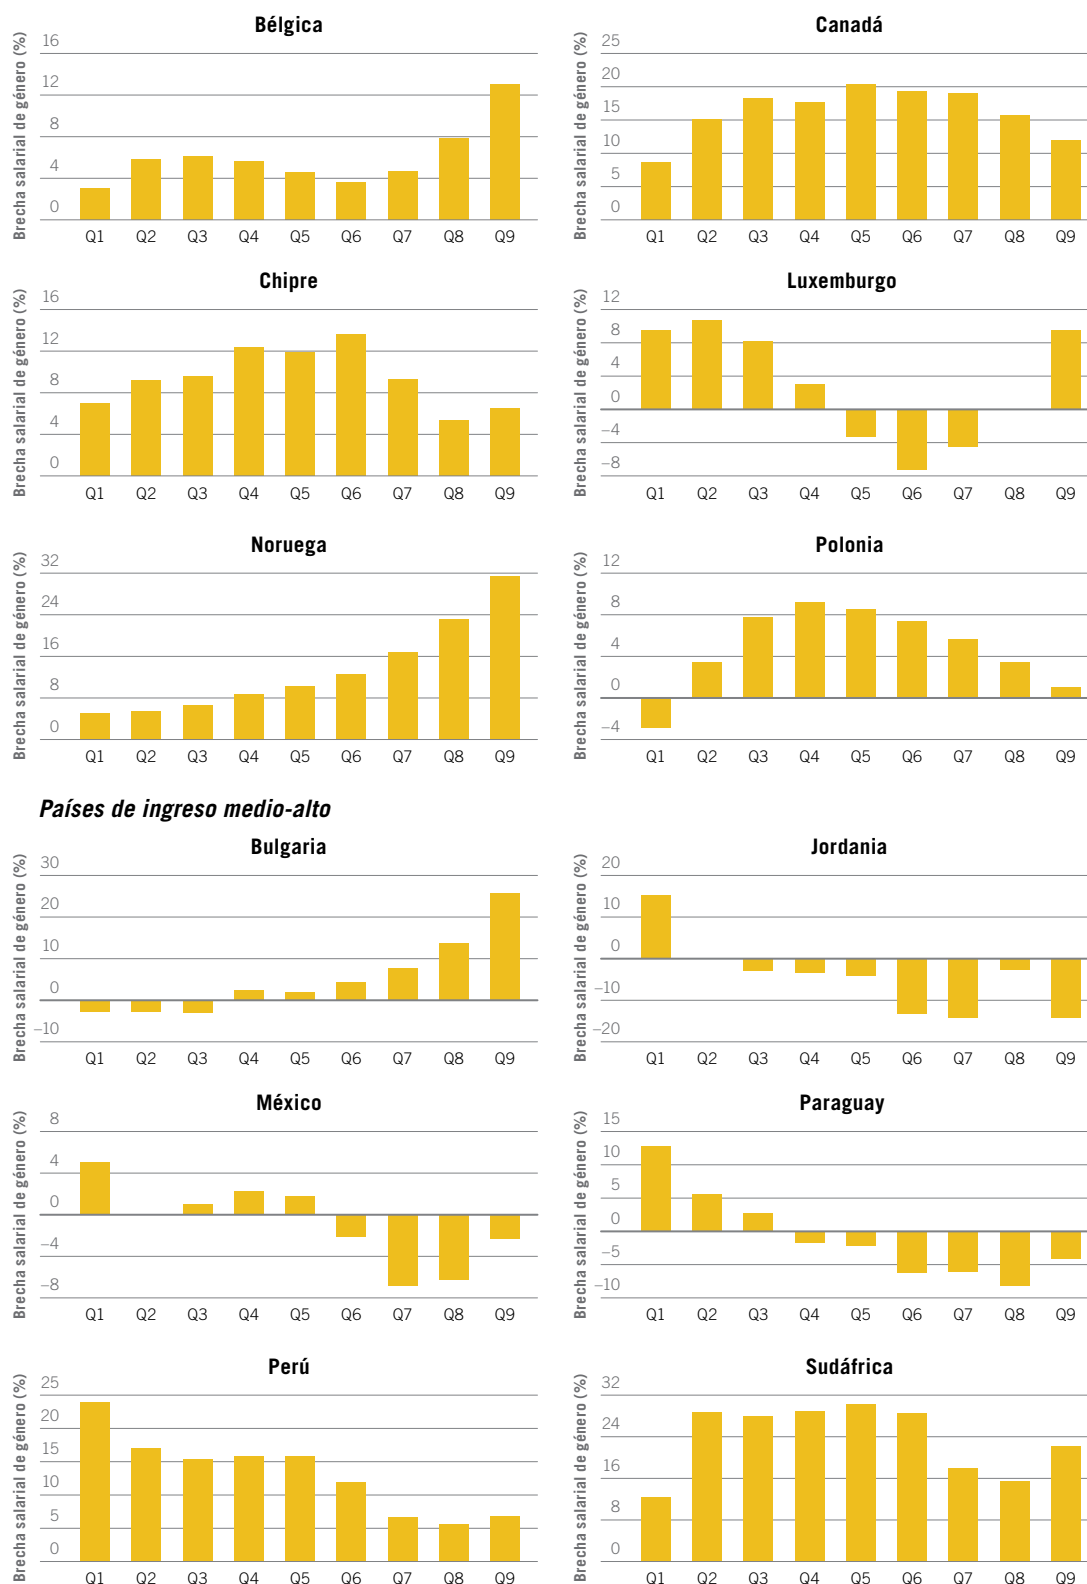 Bélgica
Brecha salarial de género (%)
16
12
8
4
0
Q1 Q2 Q3 Q4 Q5 Q6 Q7 Q8 Q9
Canadá
Brecha salarial de género (%)
25
20
15
10
5
0
Q1 Q2 Q3 Q4 Q5 Q6 Q7 Q8 Q9
Chipre
Brecha salarial de género (%)
16
12
8
4
0
Q1 Q2 Q3 Q4 Q5 Q6 Q7 Q8 Q9
Luxemburgo
Brecha salarial de género (%)
12
8
4
0
–4
–8
Q1 Q2 Q3 Q4 Q5 Q6 Q7 Q8 Q9
Noruega
Brecha salarial de género (%)
32
24
16
8
0
Q1 Q2 Q3 Q4 Q5 Q6 Q7 Q8 Q9
Polonia
Brecha salarial de género (%)
12
8
4
0
–4
Q1 Q2 Q3 Q4 Q5 Q6 Q7 Q8 Q9
Países de ingreso medio-alto
Bulgaria
Brecha salarial de género (%)
30
20
10
0
–10
Q1 Q2 Q3 Q4 Q5 Q6 Q7 Q8 Q9
Jordania
Brecha salarial de género (%)
20
10
0
–10
–20
Q1 Q2 Q3 Q4 Q5 Q6 Q7 Q8 Q9
México
Brecha salarial de género (%)
8
4
0
–4
–8
Q1 Q2 Q3 Q4 Q5 Q6 Q7 Q8 Q9
Paraguay
Brecha salarial de género (%)
15
10
5
0
–5
–10
Q1 Q2 Q3 Q4 Q5 Q6 Q7 Q8 Q9
Perú
Brecha salarial de género (%)
25
20
15
10
5
0
Q1 Q2 Q3 Q4 Q5 Q6 Q7 Q8 Q9
Sudáfrica
Brecha salarial de género (%)
32
24
16
8
0
Q1 Q2 Q3 Q4 Q5 Q6 Q7 Q8 Q9